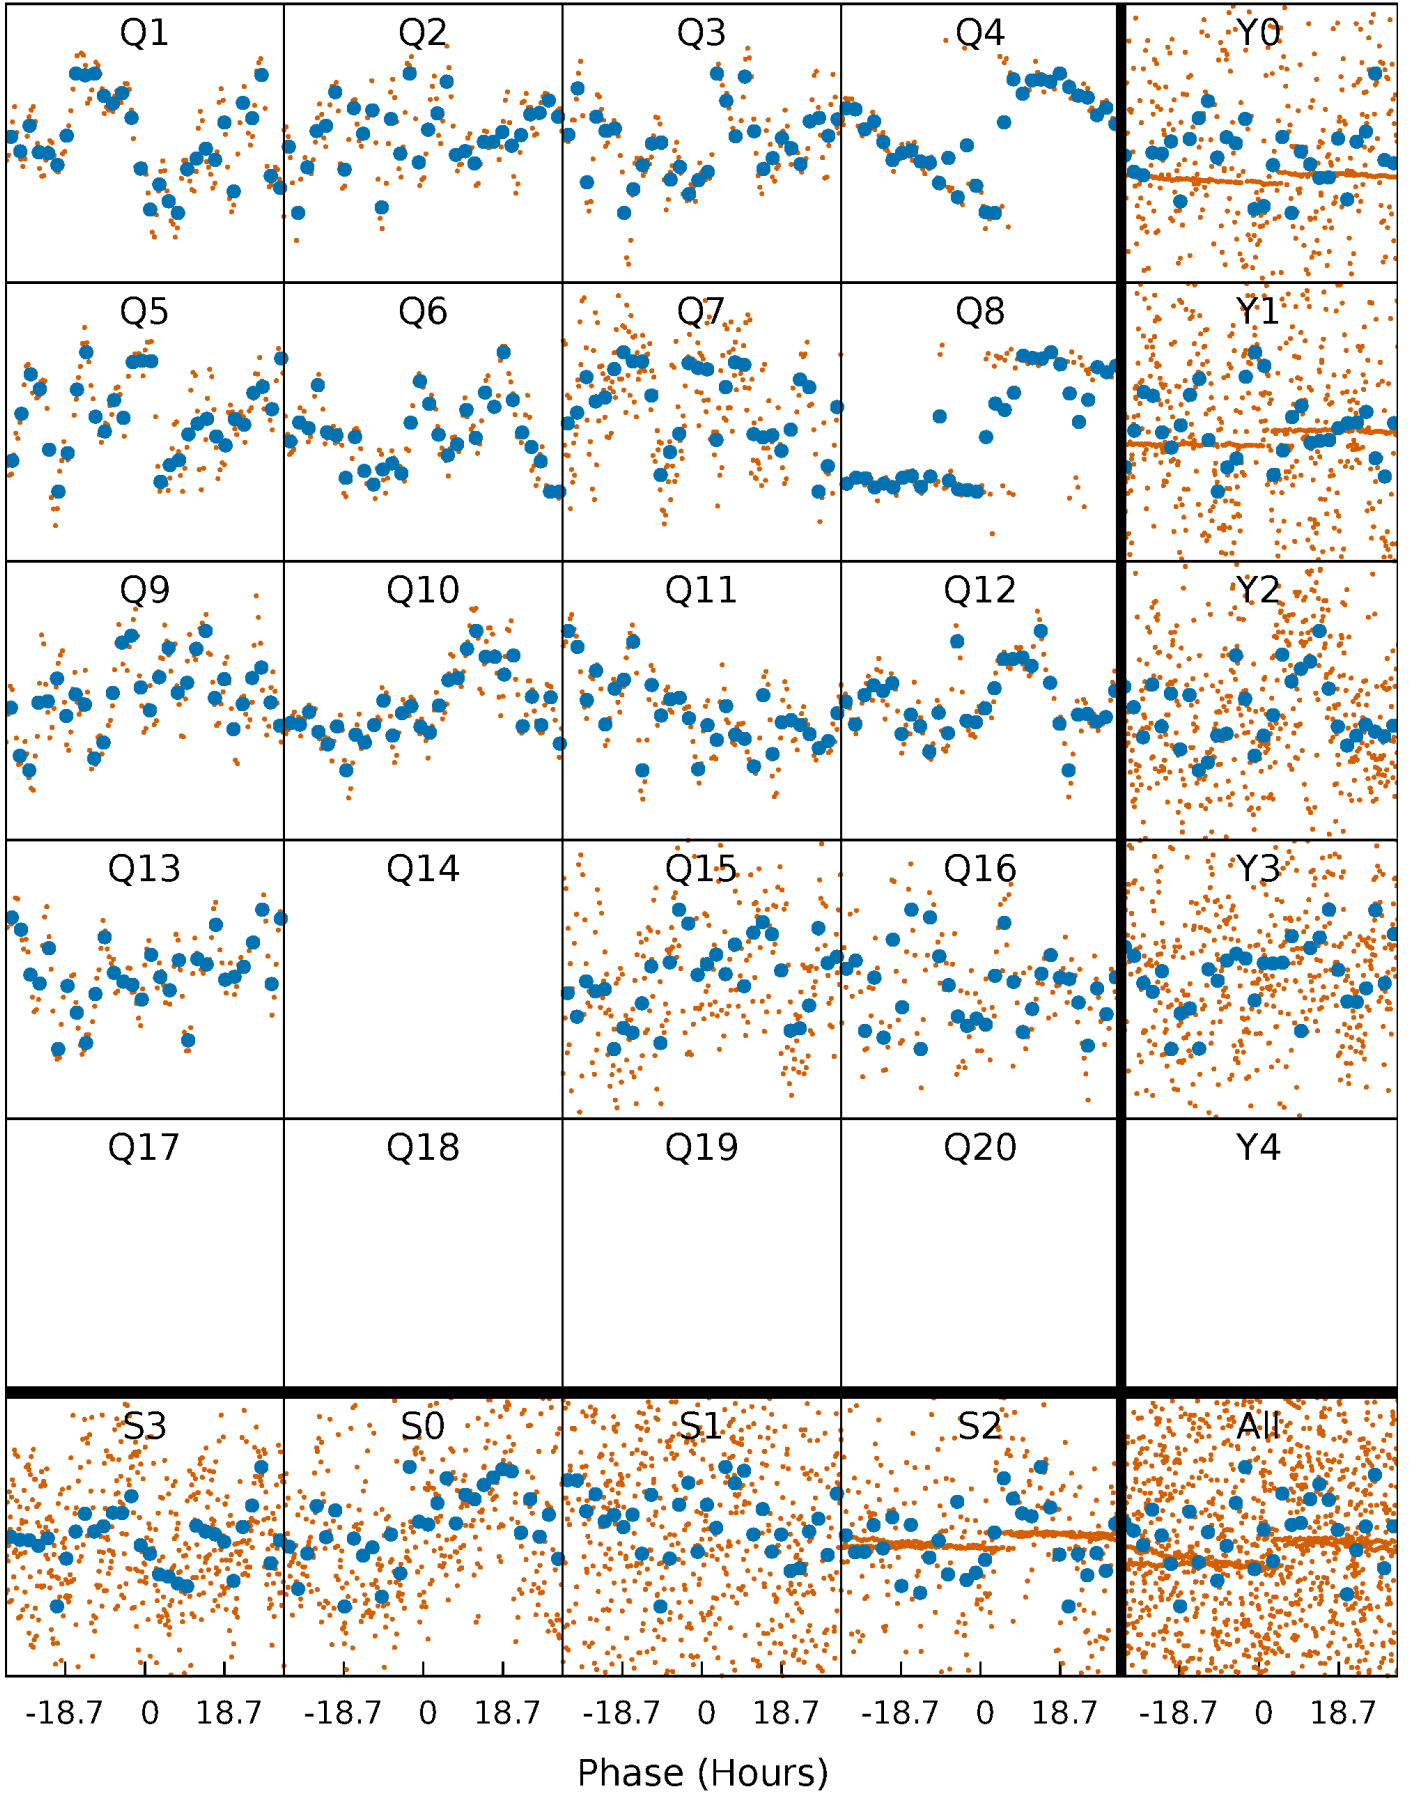 Q1 Q2 Q3 Q4 Y0
Q5 Q6 Q7 Q8 Y1
Q9 Q10 Q11 Q12 Y2
Q13 Q14 Q15 Q16 Y3
Q17 Q18 Q19 Q20 Y4
S3 S0 S1 S2 All
-18.7 0 18.7 -18.7 0 18.7 -18.7 0 18.7 -18.7 0 18.7 -18.7 0 18.7
Phase (Hours)